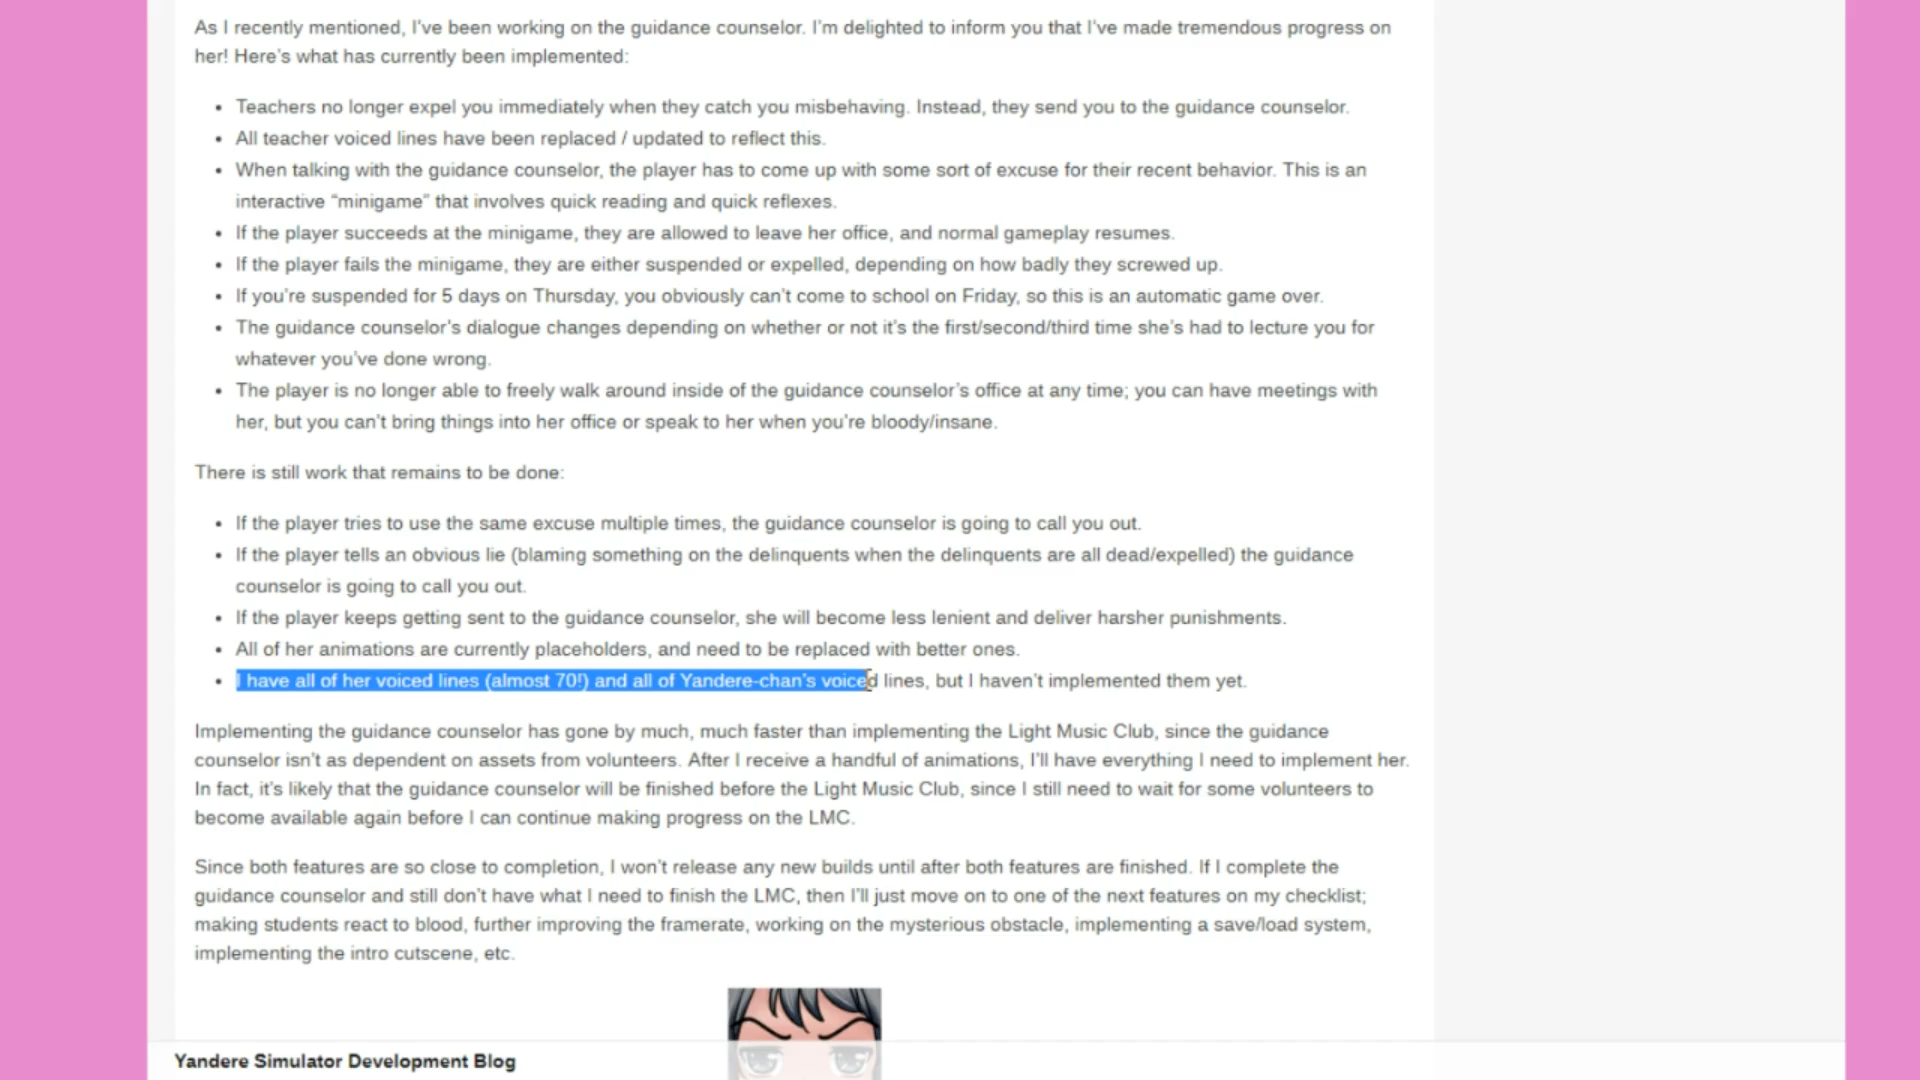 As I recently mentioned, I’ve been working on the guidance counselor. I’m delighted to inform you that I’ve made tremendous progress on
her! Here’s what has currently been implemented:
• Teachers no longer expel you immediately when they catch you misbehaving. Instead, they send you to the guidance counselor.
• All teacher voiced lines have been replaced / updated to reflect this.
• When talking with the guidance counselor, the player has to come up with some sort of excuse for their recent behavior. This is an
interactive “minigame” that involves quick reading and quick reflexes.
• If the player succeeds at the minigame, they are allowed to leave her office, and normal gameplay resumes.
• If the player fails the minigame, they are either suspended or expelled, depending on how badly they screwed up.
• If you’re suspended for 5 days on Thursday, you obviously can’t come to school on Friday, so this is an automatic game over.
• The guidance counselor’s dialogue changes depending on whether or not it’s the first/second/third time she’s had to lecture you for
whatever you’ve done wrong.
• The player is no longer able to freely walk around inside of the guidance counselor’s office at any time; you can have meetings with
her, but you can’t bring things into her office or speak to her when you’re bloody/insane.
There is still work that remains to be done:
• If the player tries to use the same excuse multiple times, the guidance counselor is going to call you out.
• If the player tells an obvious lie (blaming something on the delinquents when the delinquents are all dead/expelled) the guidance
counselor is going to call you out.
• If the player keeps getting sent to the guidance counselor, she will become less lenient and deliver harsher punishments.
• All of her animations are currently placeholders, and need to be replaced with better ones.
• I have all of her voiced lines (almost 70!) and all of Yandere-chan’s voiced lines, but I haven’t implemented them yet.
Implementing the guidance counselor has gone by much, much faster than implementing the Light Music Club, since the guidance
counselor isn’t as dependent on assets from volunteers. After I receive a handful of animations, I’ll have everything I need to implement her.
In fact, it’s likely that the guidance counselor will be finished before the Light Music Club, since I still need to wait for some volunteers to
become available again before I can continue making progress on the LMC.
Since both features are so close to completion, I won’t release any new builds until after both features are finished. If I complete the
guidance counselor and still don’t have what I need to finish the LMC, then I’ll just move on to one of the next features on my checklist;
making students react to blood, further improving the framerate, working on the mysterious obstacle, implementing a save/load system,
implementing the intro cutscene, etc.
Yandere Simulator Development Blog